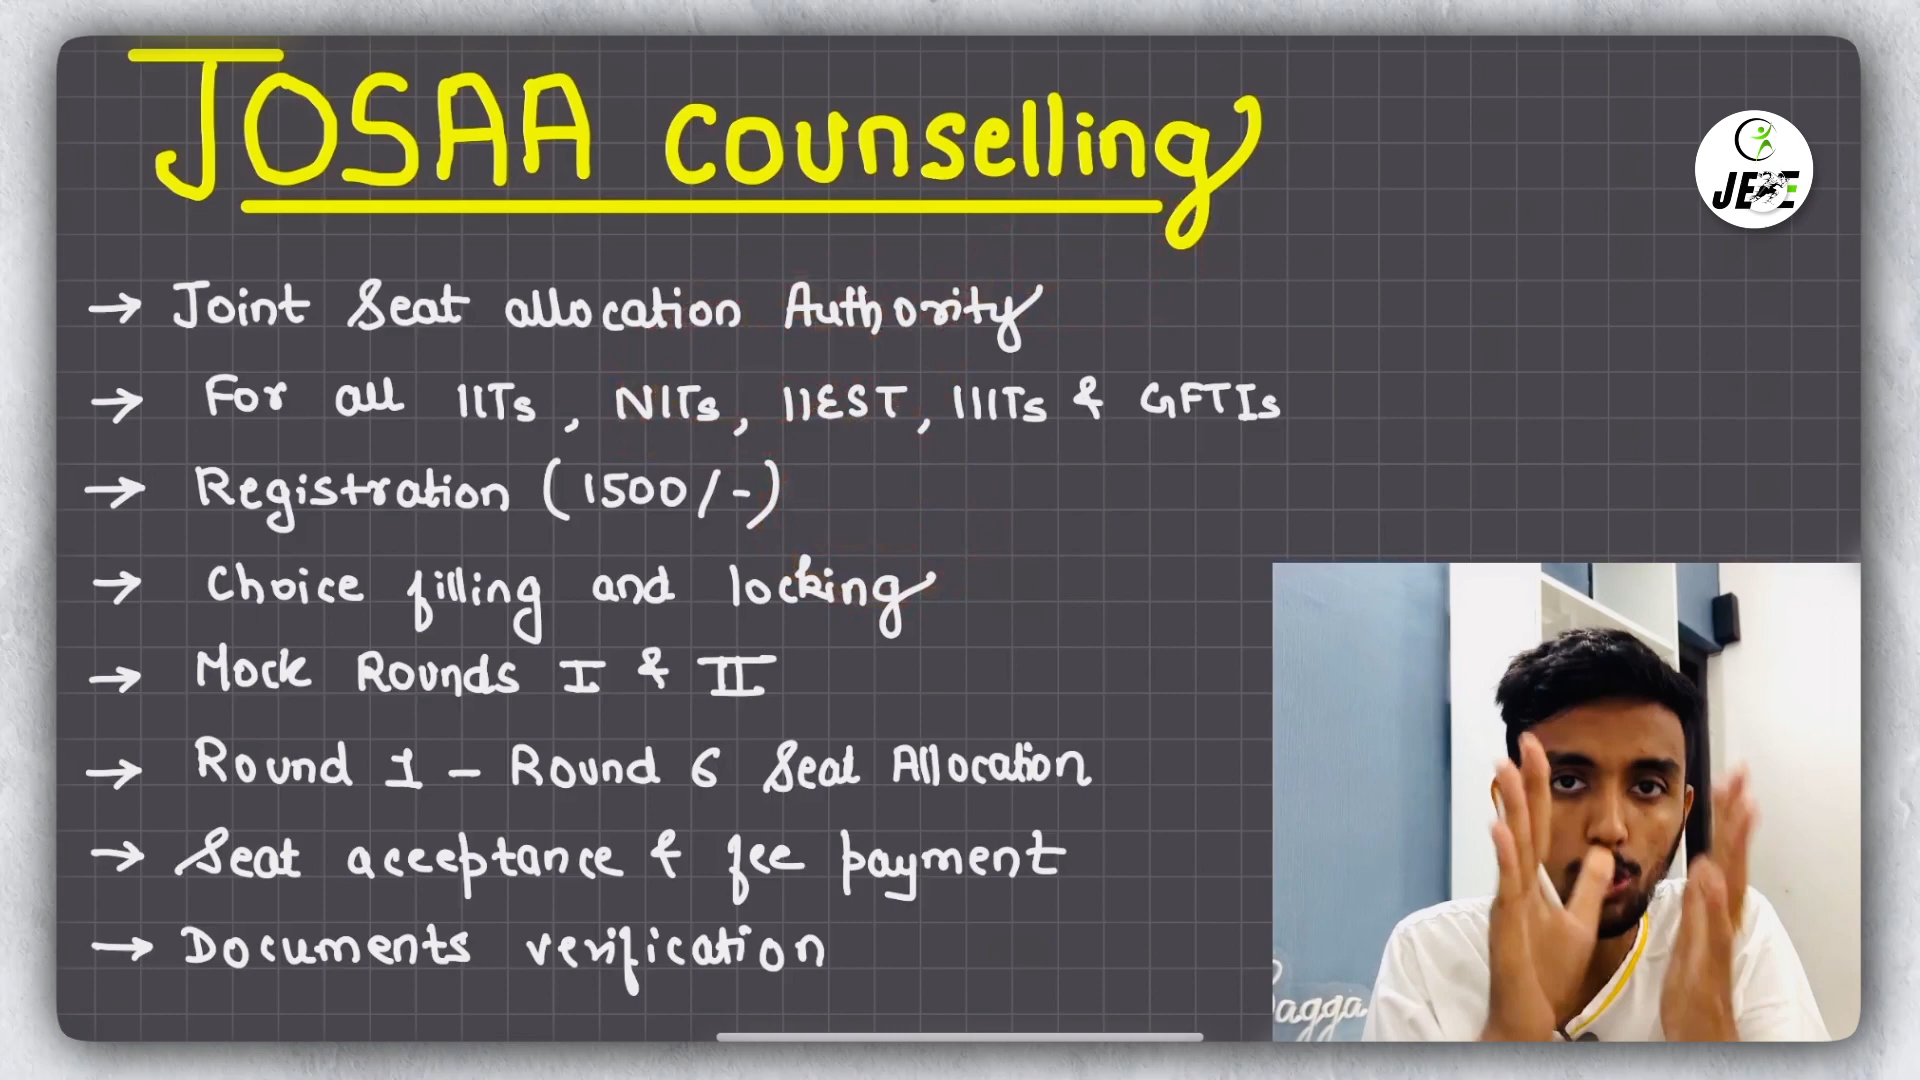 JOSAA counselling
→ Joint Seat allocation Authority
→ For all IITs, NITs, IIEST, IIITs & GFTIs
→ Registration (1500/-)
→ Choice filling and locking
→ Mock Rounds I & II
→ Round 1 - Round 6 Seat Allocation
→ Seat acceptance & fee payment
→ Documents verification
agga